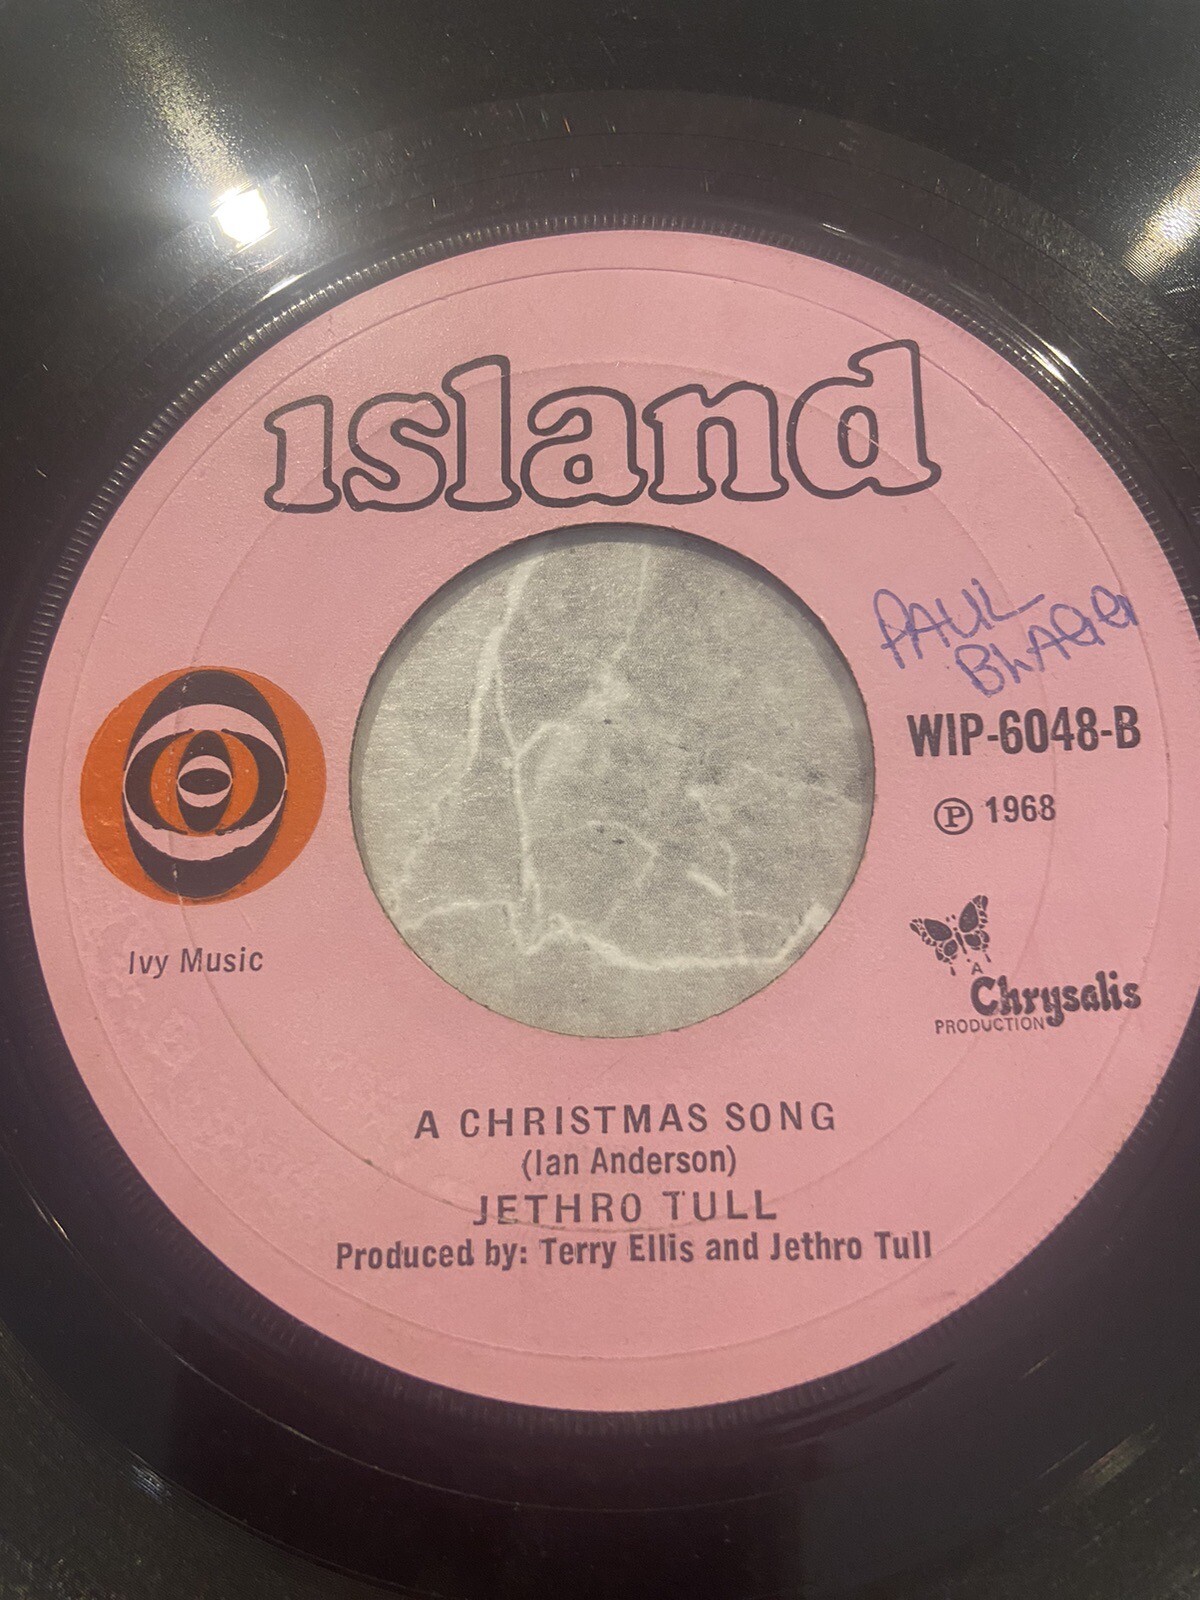 island
PAUL
WIP-6048-B
Ⓟ 1968
Ivy Music
A
Chrysalis
PRODUCTION
A CHRISTMAS SONG
(Ian Anderson)
JETHRO TULL
Produced by: Terry Ellis and Jethro Tull